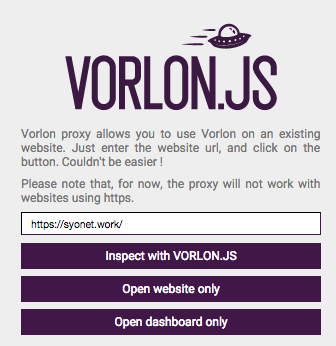 VORLON.JS
Vorlon proxy allows you to use Vorlon on an existing
website. Just enter the website url, and click on the
button. Couldn't be easier !
Please note that, for now, the proxy will not work with
websites using https.
https://syonet.work/
Inspect with VORLON.JS
Open website only
Open dashboard only